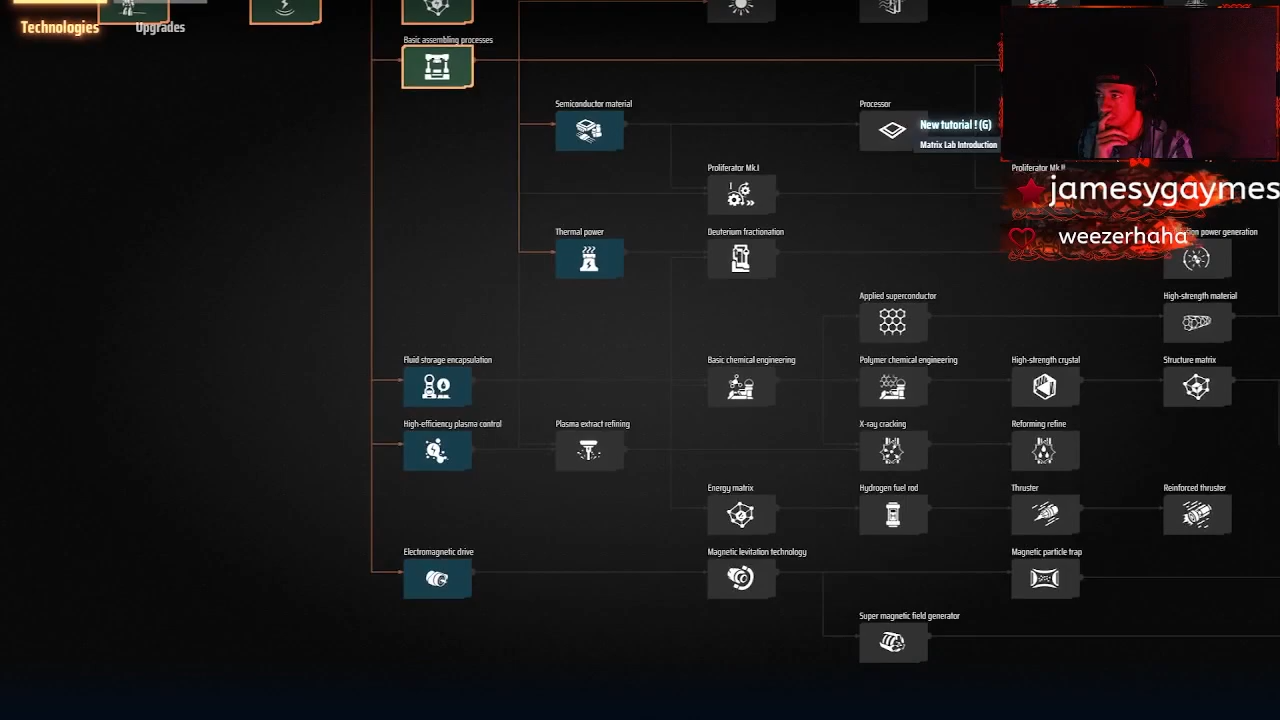 Technologies
Upgrades
Basic assembling processes
Semiconductor material
Processor
New tutorial ! (G)
Matrix Lab Introduction
Proliferator Mk.I
jamesygaymes
Thermal power
Deuterium fractionation
weezerhaha
power generation
Applied superconductor
High-strength material
Fluid storage encapsulation
Basic chemical engineering
Polymer chemical engineering
High-strength crystal
Structure matrix
High-efficiency plasma control
Plasma extract refining
X-ray cracking
Reforming refine
Energy matrix
Hydrogen fuel rod
Thruster
Reinforced thruster
Electromagnetic drive
Magnetic levitation technology
Magnetic particle trap
Super magnetic field generator